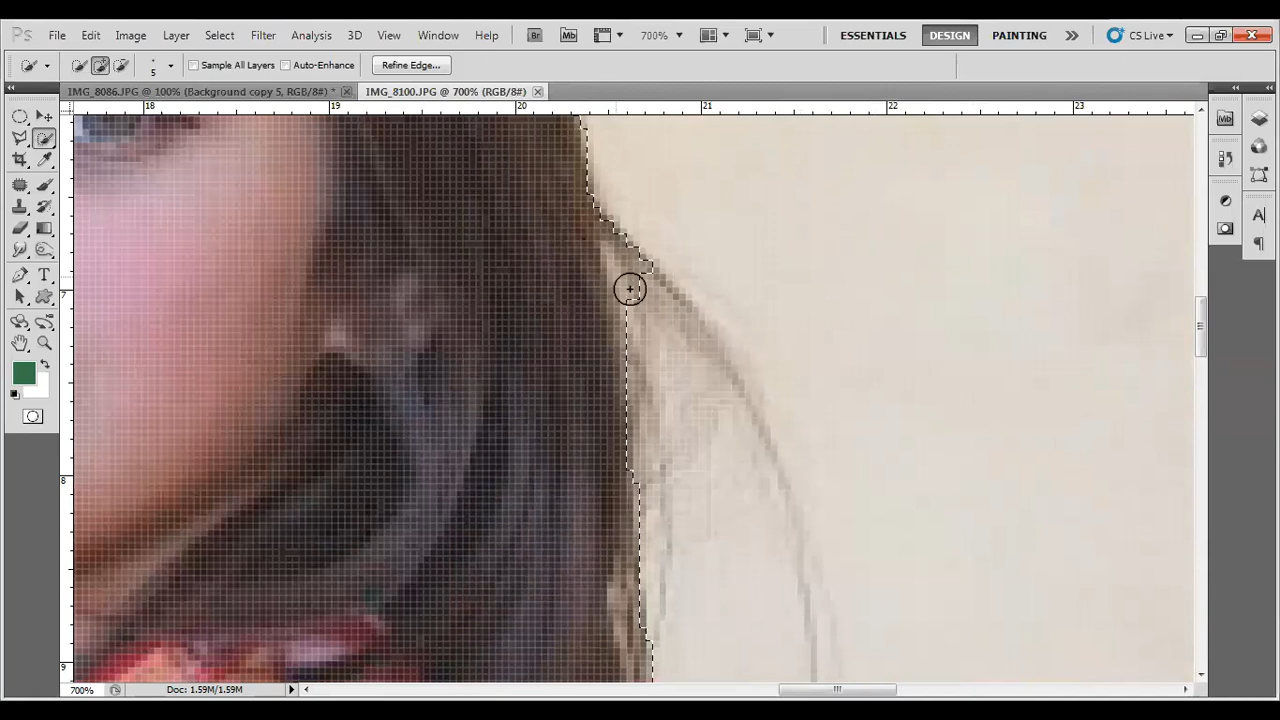 Ps File Edit Image Layer Select Filter Analysis 3D View Window Help Br Mb 700% ESSENTIALS DESIGN PAINTING CS Live
5 Sample All Layers Auto-Enhance Refine Edge...
IMG_8086.JPG @ 100% (Background copy 5, RGB/8#) * IMG_8100.JPG @ 700% (RGB/8#)
18 19 20 21 22 23
Mb
T
A
7
8
9
700% Doc: 1.59M/1.59M